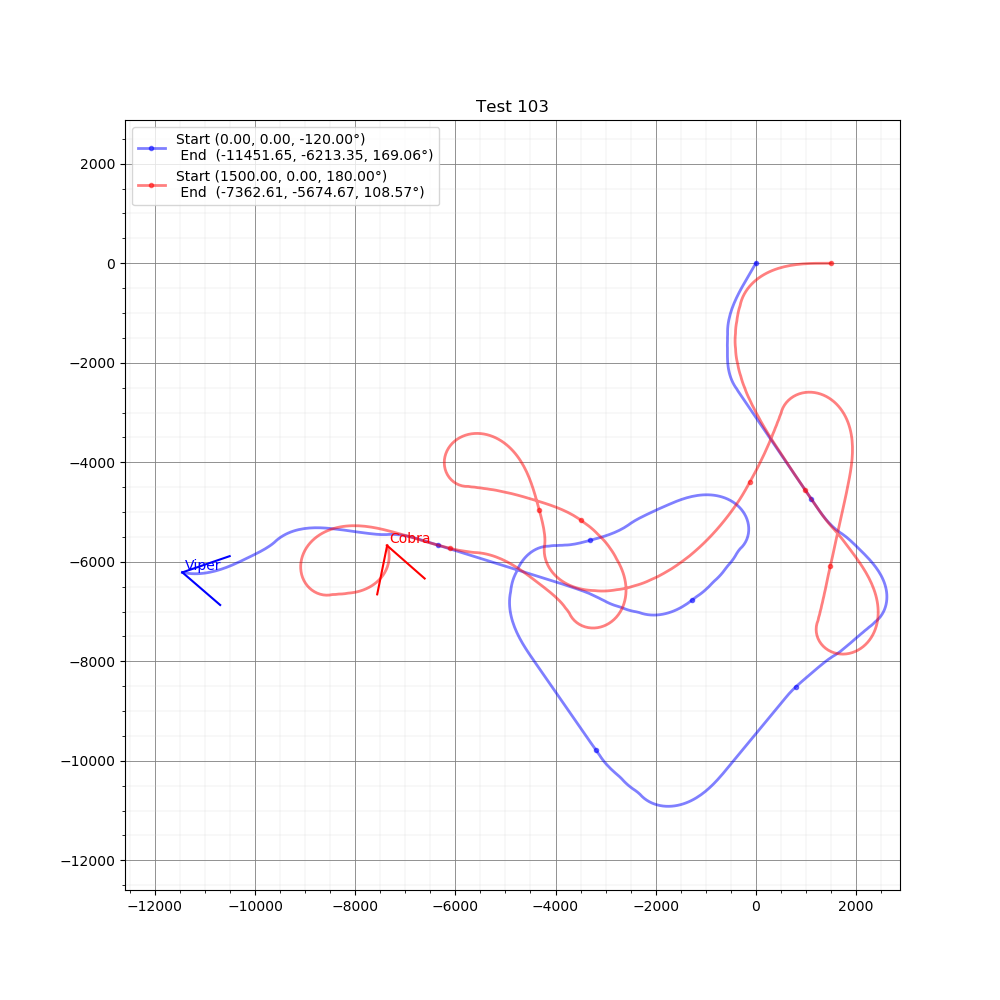 Test 103
Start (0.00, 0.00, -120.00°)
End (-11451.65, -6213.35, 169.06°)
Start (1500.00, 0.00, 180.00°)
End (-7362.61, -5674.67, 108.57°)
2000
0
−2000
−4000
−6000
−8000
−10000
−12000
Cobra
Viper
−12000 −10000 −8000 −6000 −4000 −2000 0 2000